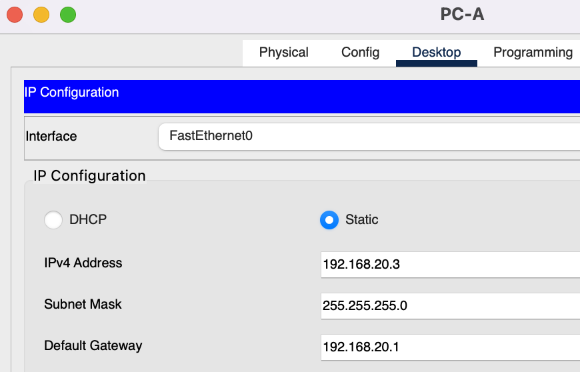 PC-A
Physical Config Desktop Programming
IP Configuration
Interface FastEthernet0
IP Configuration
DHCP Static
IPv4 Address 192.168.20.3
Subnet Mask 255.255.255.0
Default Gateway 192.168.20.1